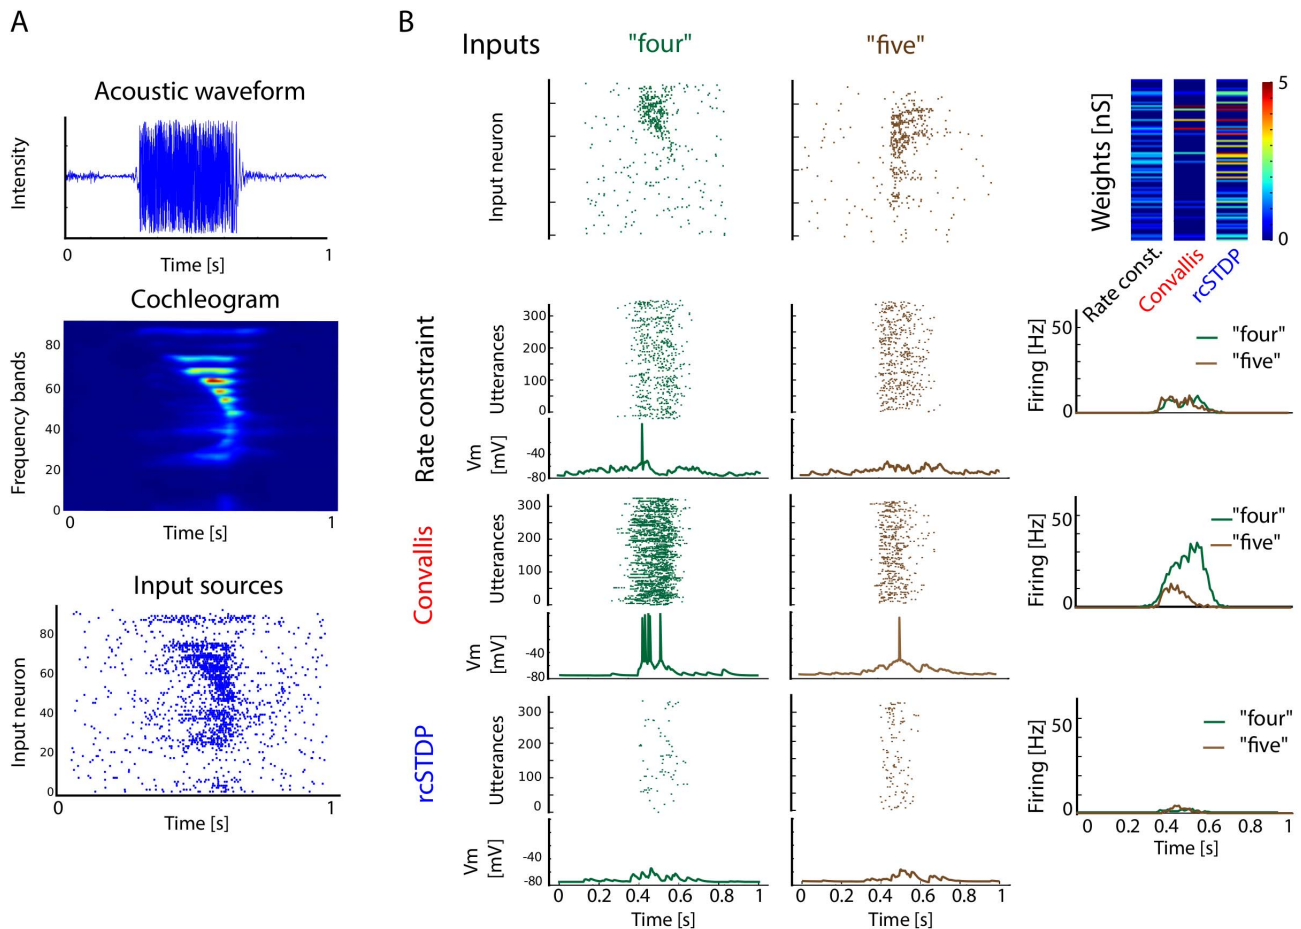 A
Acoustic waveform
Intensity
0
1
Time [s]
Cochleogram
Frequency bands
80
60
40
20
0
0
1
Time [s]
Input sources
Input neuron
80
60
40
20
0
0
1
Time [s]
B
Inputs
"four"
"five"
Input neuron
Weights [nS]
5
0
Rate const.
Convallis
rcSTDP
Rate constraint
Utterances
300
200
100
0
Vm
[mV]
-40
-80
Firing [Hz]
50
0
"four"
"five"
Convallis
Utterances
300
200
100
0
Vm
[mV]
-40
-80
Firing [Hz]
50
0
"four"
"five"
rcSTDP
Utterances
300
200
100
0
Vm
[mV]
-40
-80
0 0.2 0.4 0.6 0.8 1
Time [s]
0 0.2 0.4 0.6 0.8 1
Time [s]
Firing [Hz]
50
0
"four"
"five"
0 0.2 0.4 0.6 0.8 1
Time [s]